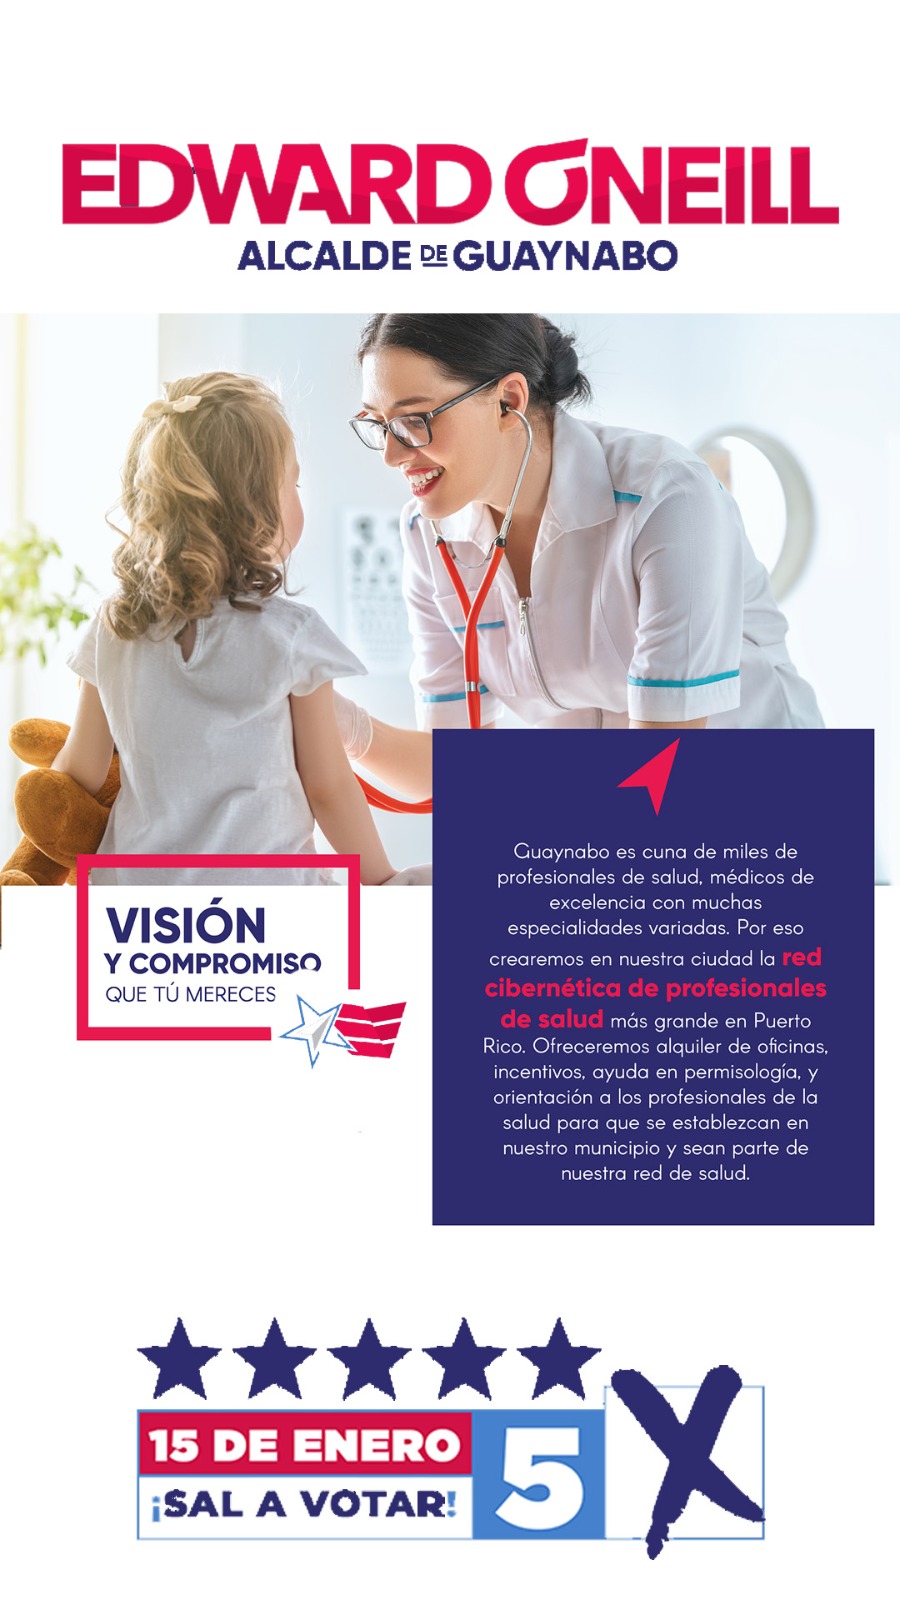 EDWARD ONEILL
ALCALDE DE GUAYNABO
Guaynabo es cuna de miles de
profesionales de salud, médicos de
excelencia con muchas
especialidades variadas. Por eso
crearemos en nuestra ciudad la red
cibernética de profesionales
de salud más grande en Puerto
Rico. Ofreceremos alquiler de oficinas,
incentivos, ayuda en permisología, y
orientación a los profesionales de la
salud para que se establezcan en
nuestro municipio y sean parte de
nuestra red de salud.
VISIÓN
Y COMPROMISO
QUE TÚ MERECES
15 DE ENERO
¡SAL A VOTAR!
5
X